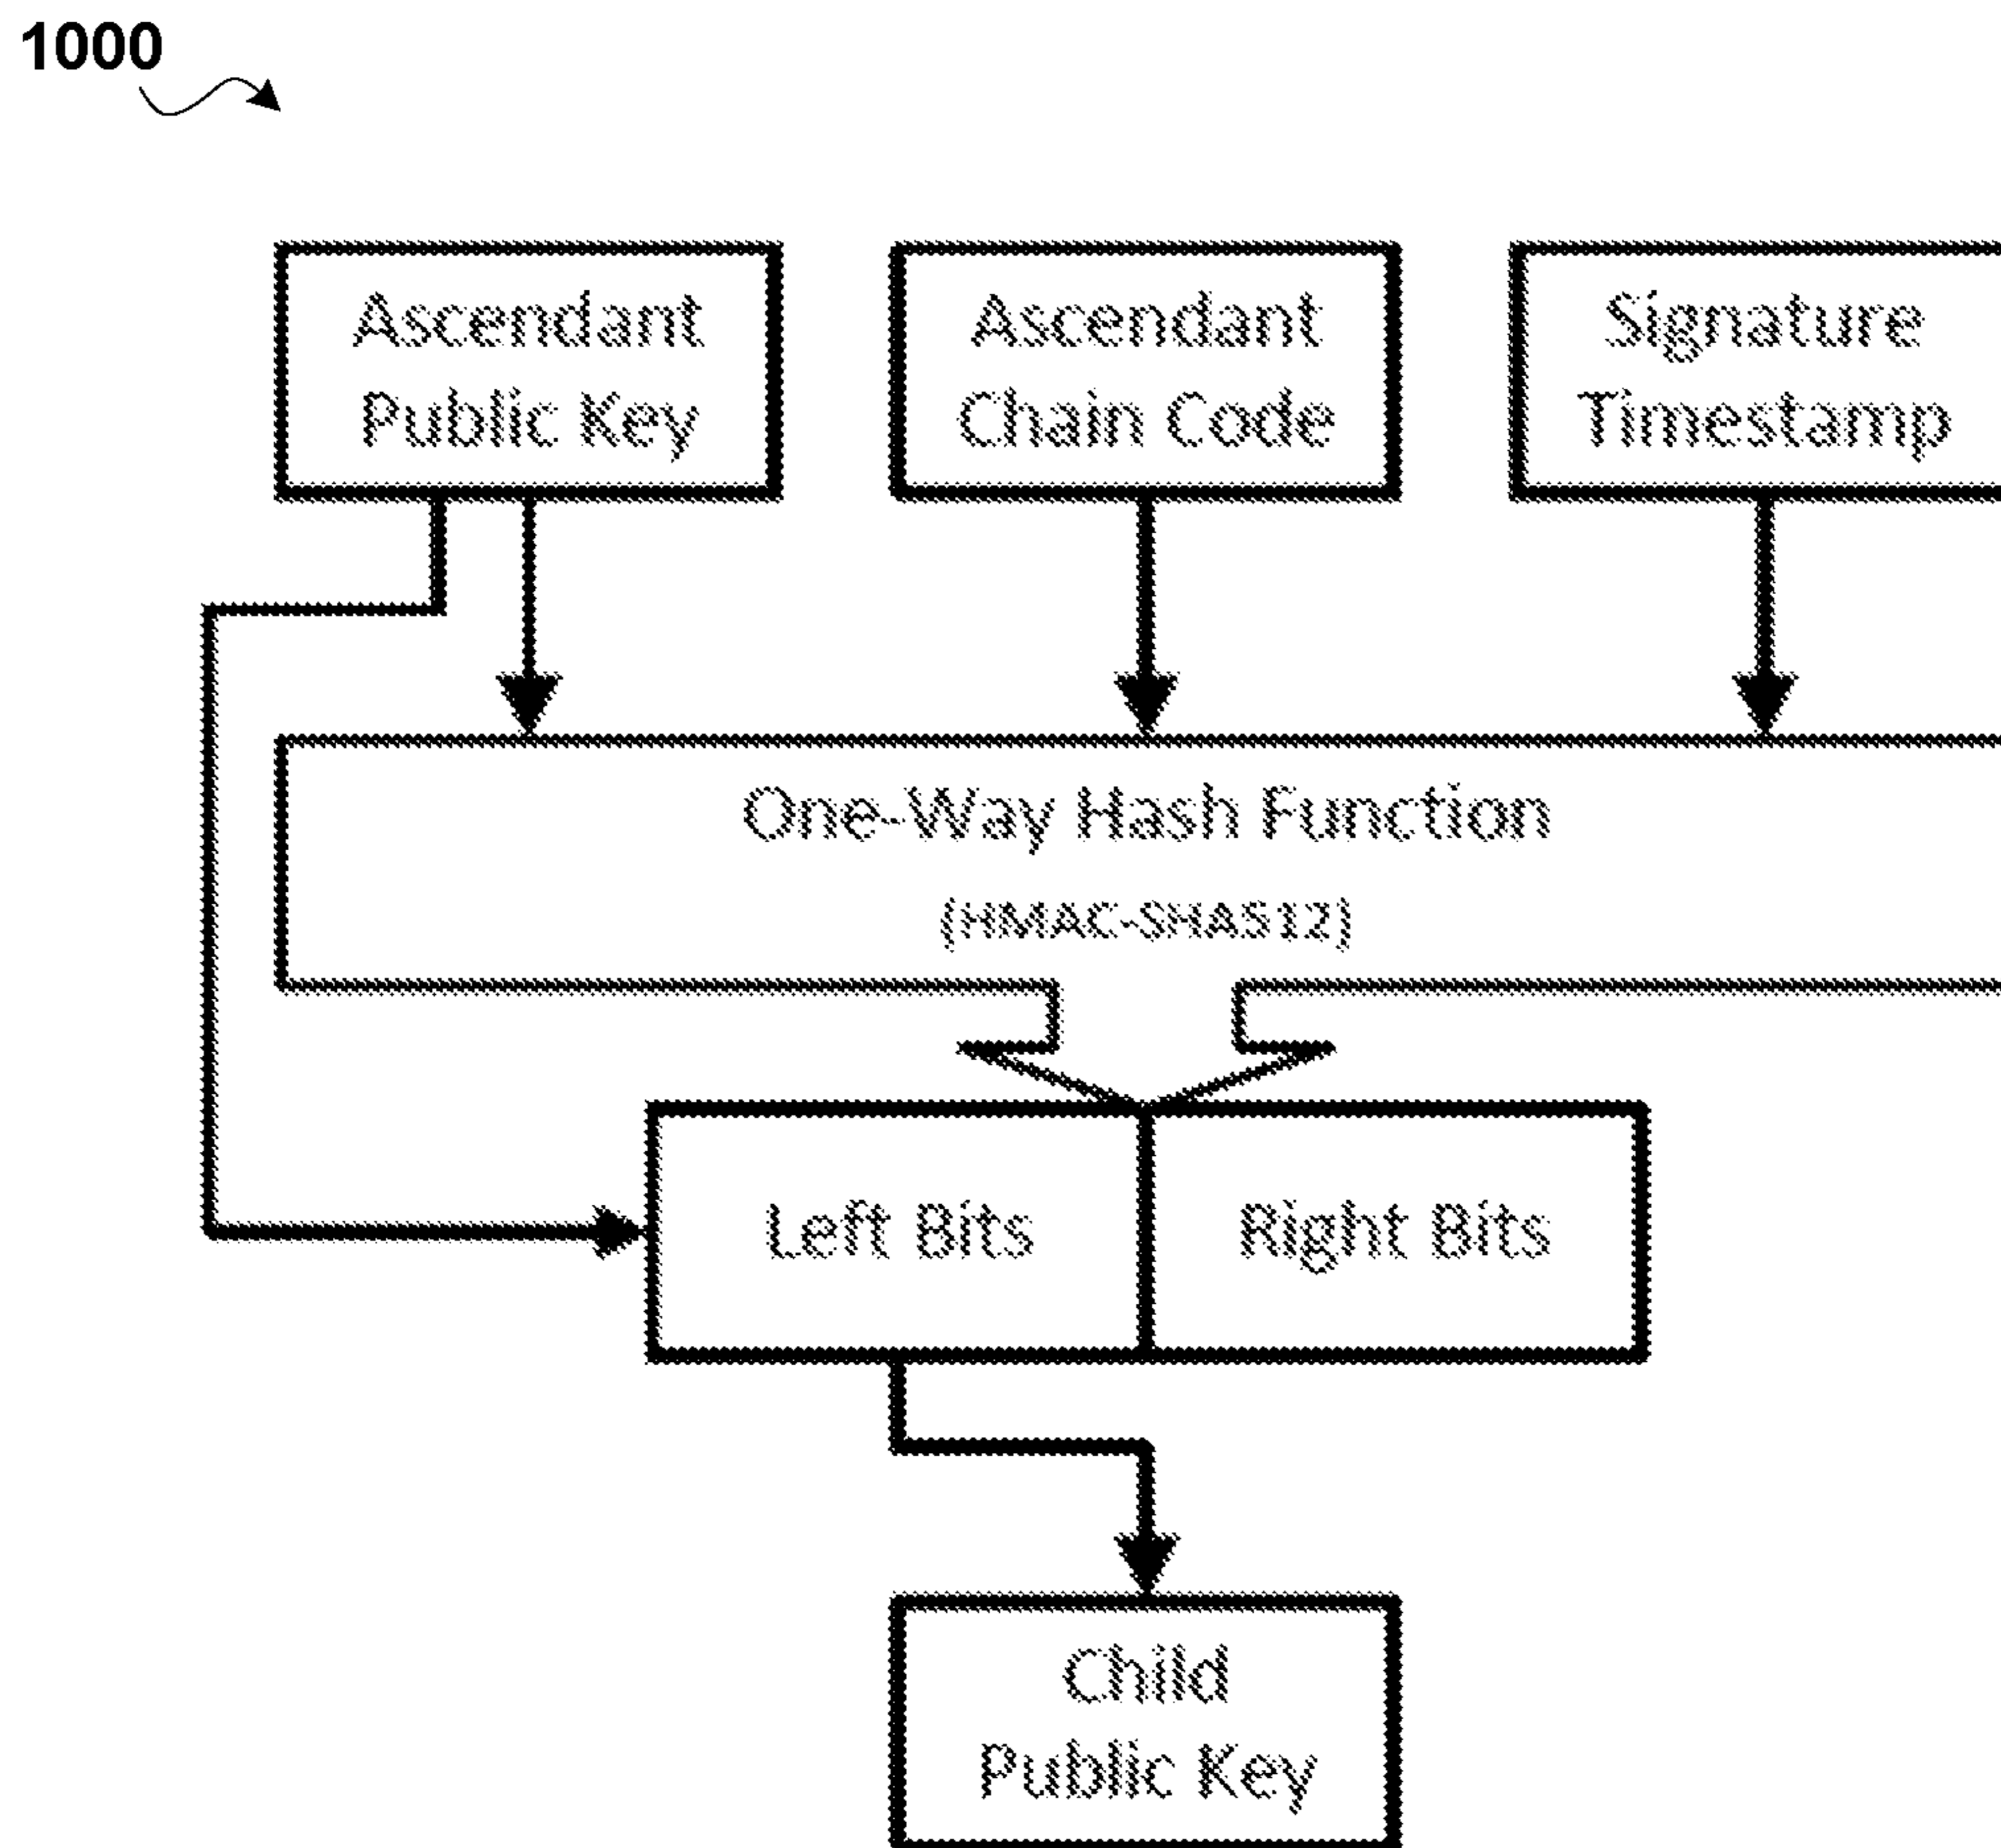 1000
Ascendant
Public Key
Ascendant
Chain Code
Signature
Timestamp
One-Way Hash Function
(HMAC-SHA512)
Left Bits
Right Bits
Child
Public Key